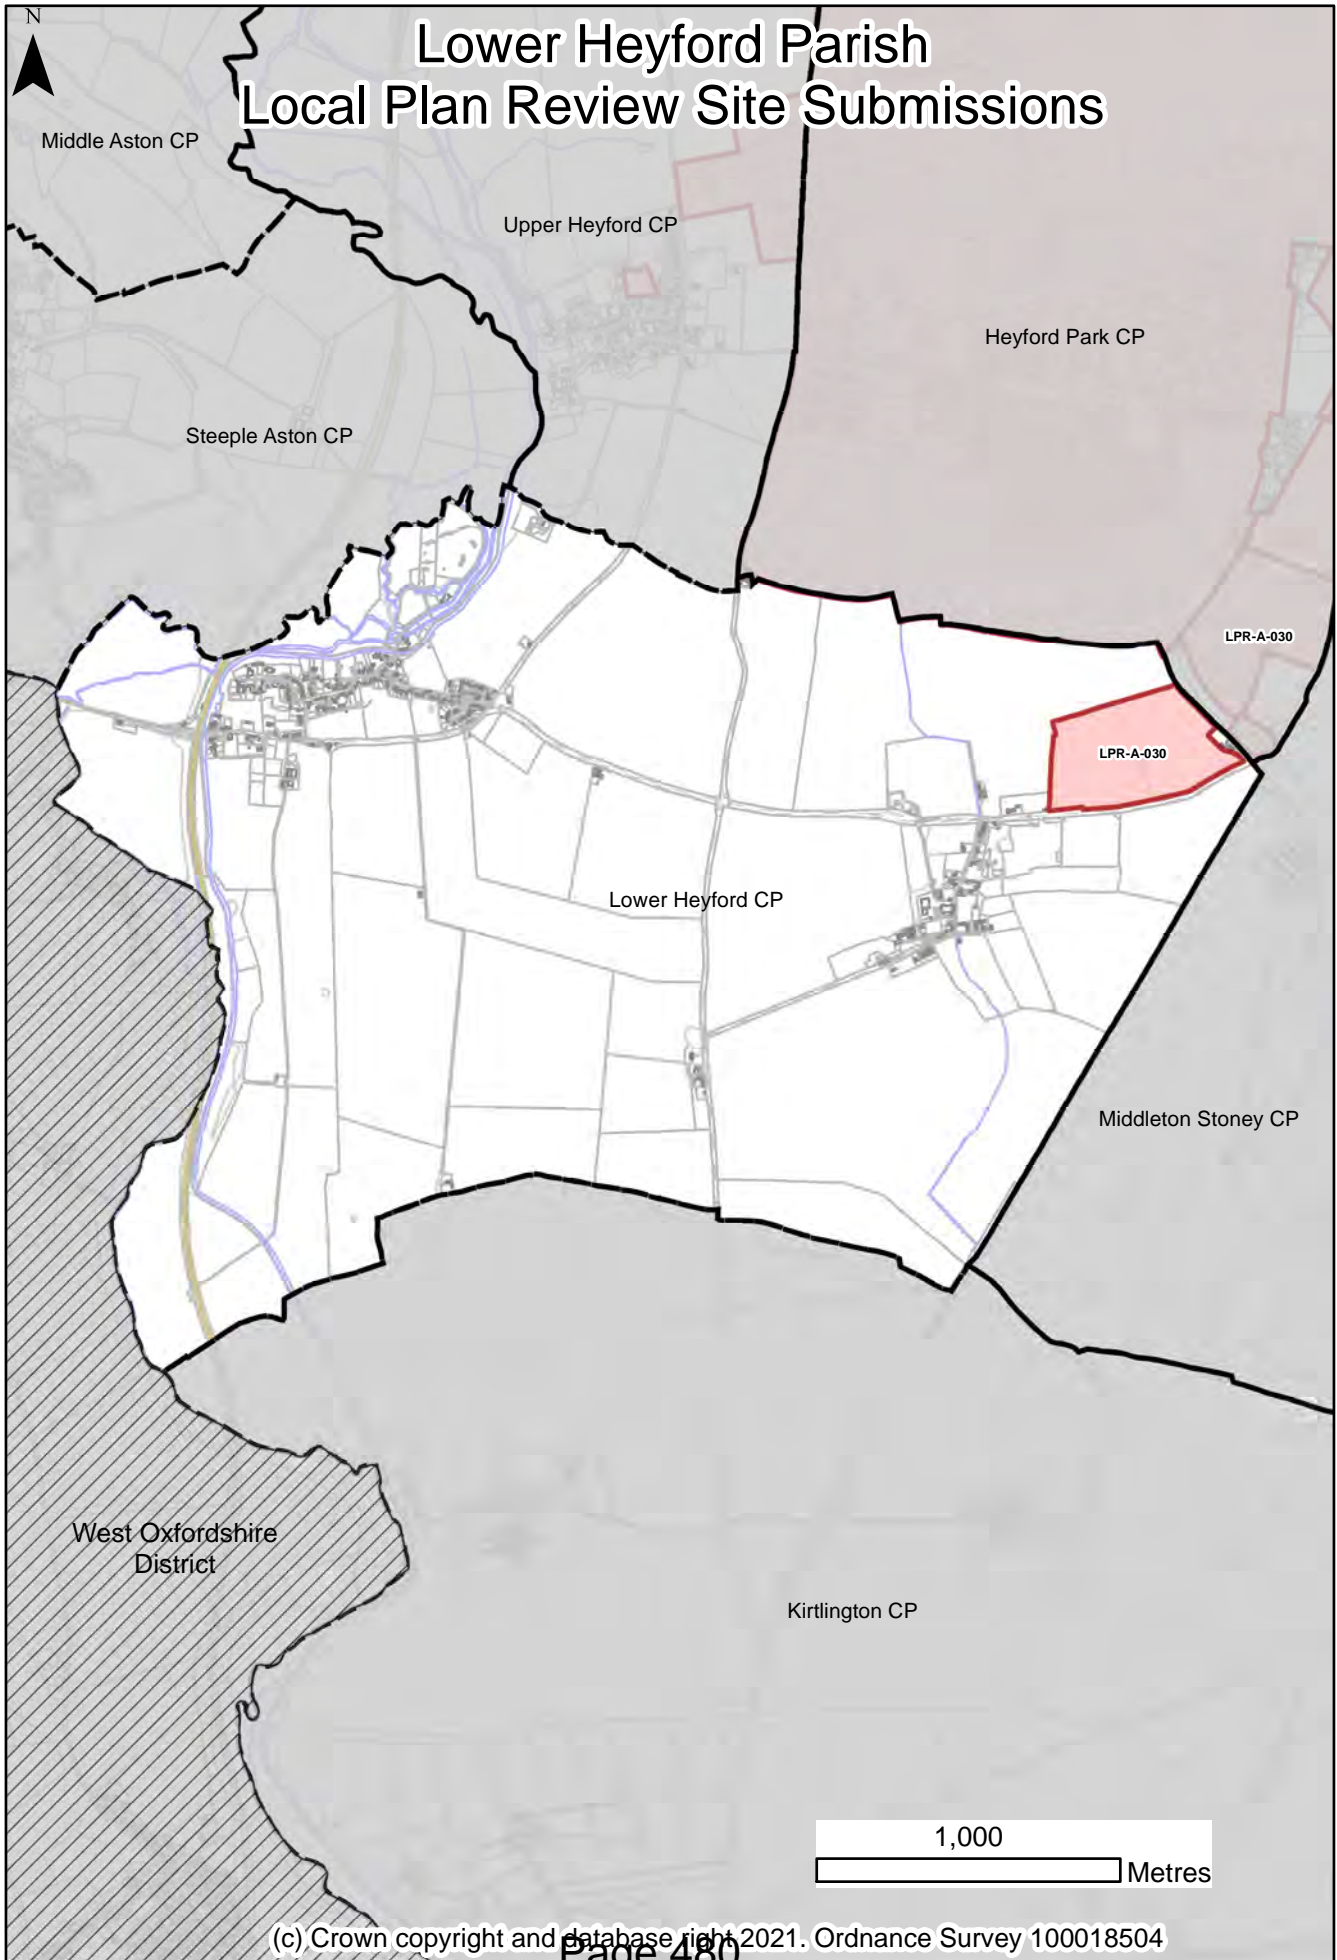 N
Lower Heyford Parish
Local Plan Review Site Submissions
Middle Aston CP
Upper Heyford CP
Heyford Park CP
Steeple Aston CP
LPR-A-030
LPR-A-030
Lower Heyford CP
Middleton Stoney CP
West Oxfordshire
District
Kirtlington CP
1,000
Metres
(c) Crown copyright and database right 2021. Ordnance Survey 100018504
Page 480